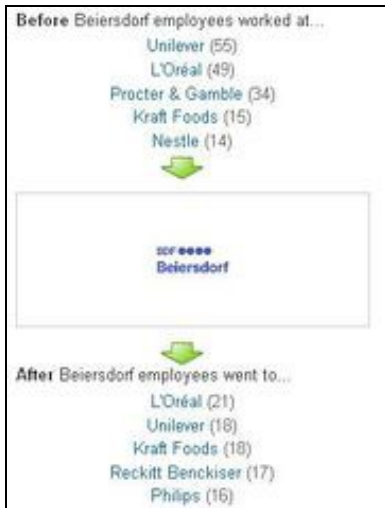 Before Beiersdorf employees worked at...
Unilever (55)
L'Oréal (49)
Procter & Gamble (34)
Kraft Foods (15)
Nestle (14)
BDF ●●●●
Beiersdorf
After Beiersdorf employees went to...
L'Oréal (21)
Unilever (18)
Kraft Foods (18)
Reckitt Benckiser (17)
Philips (16)